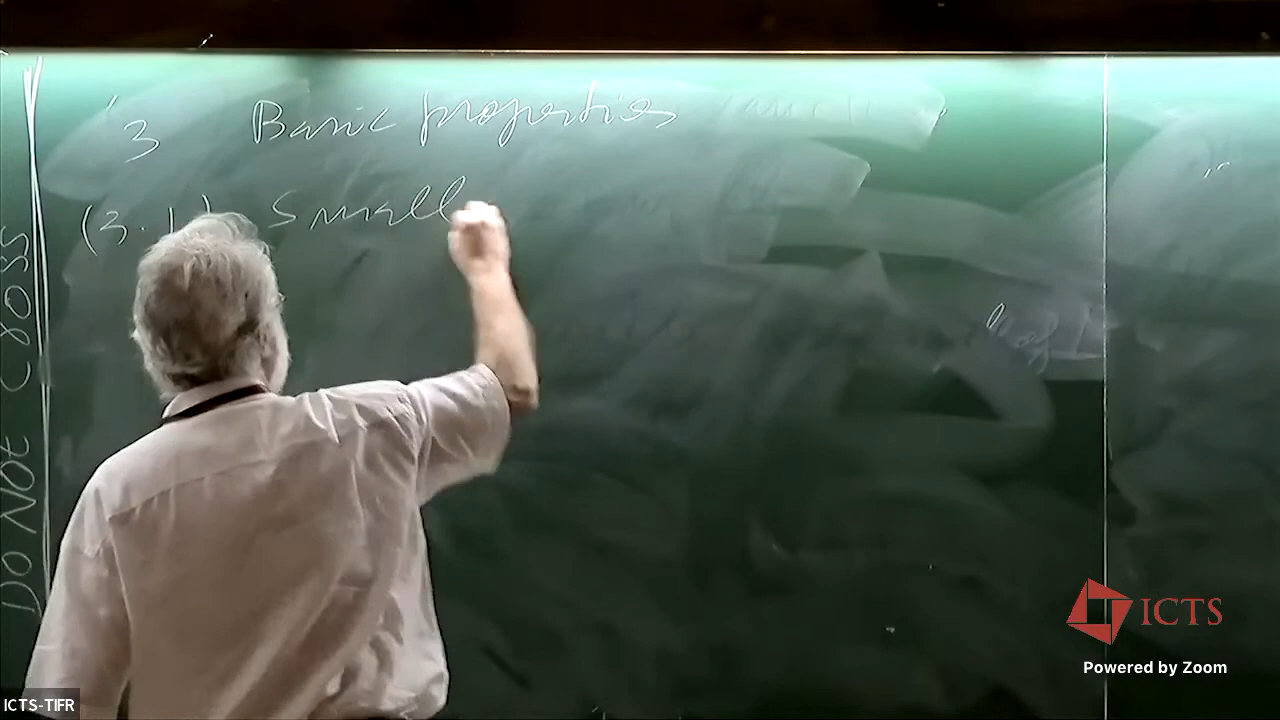 3 Basic properties
(3.1) Small
DO NOT CROSS
ICTS
Powered by Zoom
ICTS-TIFR